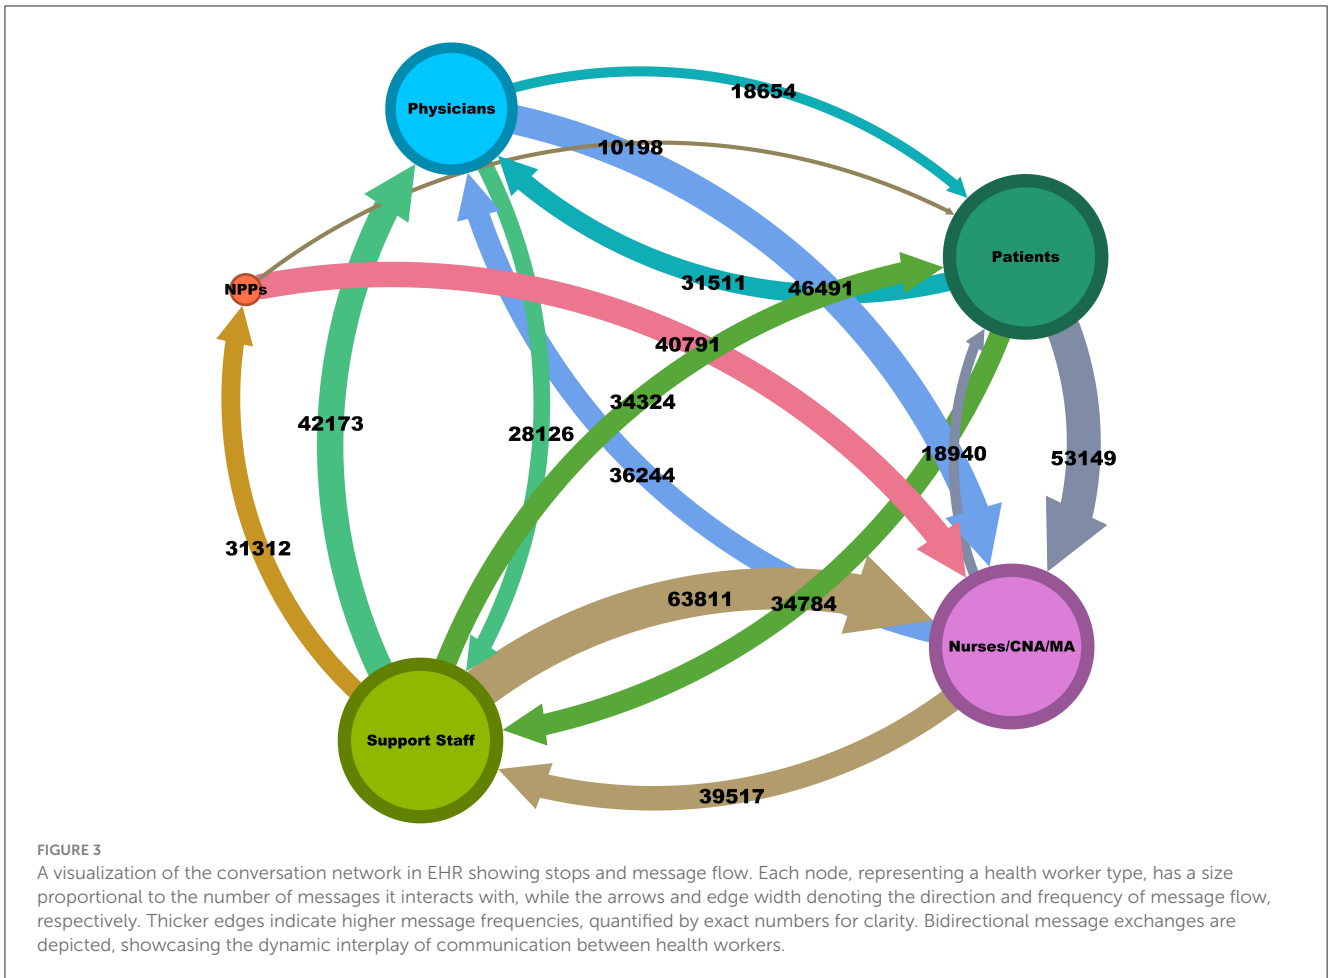 Physicians
18654
10198
Patients
31511
46491
NPPs
40791
34324
42173
28126
18940
53149
36244
31312
63811
34784
Nurses/CNA/MA
Support Staff
39517
FIGURE 3
A visualization of the conversation network in EHR showing stops and message flow. Each node, representing a health worker type, has a size
proportional to the number of messages it interacts with, while the arrows and edge width denoting the direction and frequency of message flow,
respectively. Thicker edges indicate higher message frequencies, quantified by exact numbers for clarity. Bidirectional message exchanges are
depicted, showcasing the dynamic interplay of communication between health workers.